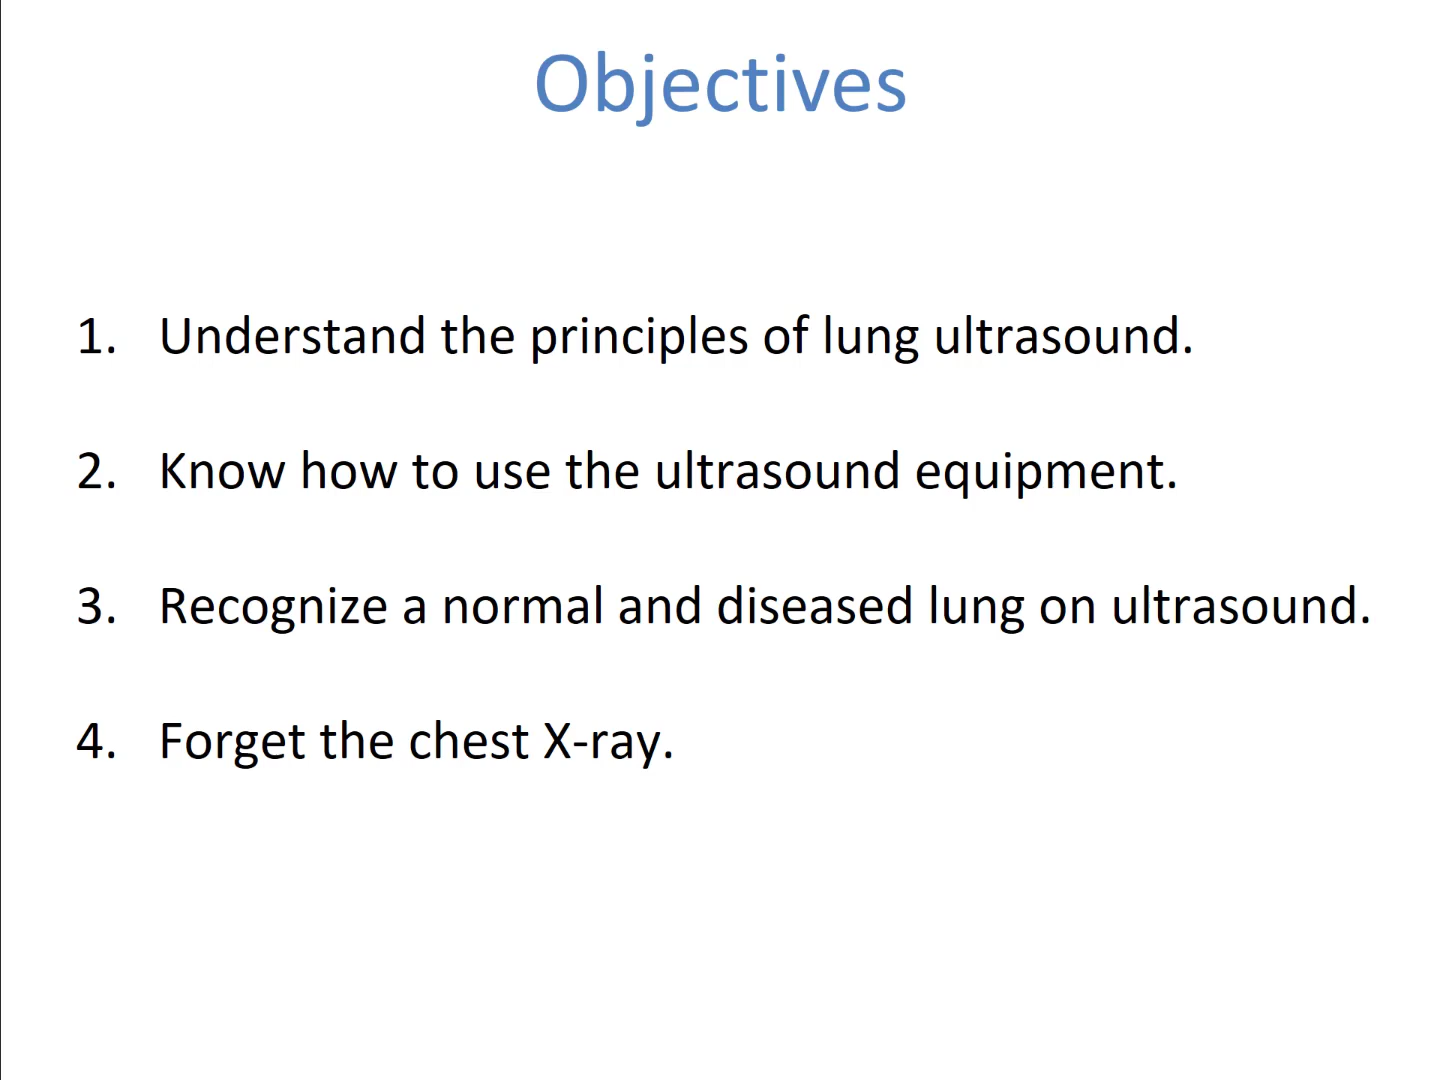 Objectives
1. Understand the principles of lung ultrasound.
2. Know how to use the ultrasound equipment.
3. Recognize a normal and diseased lung on ultrasound.
4. Forget the chest X-ray.